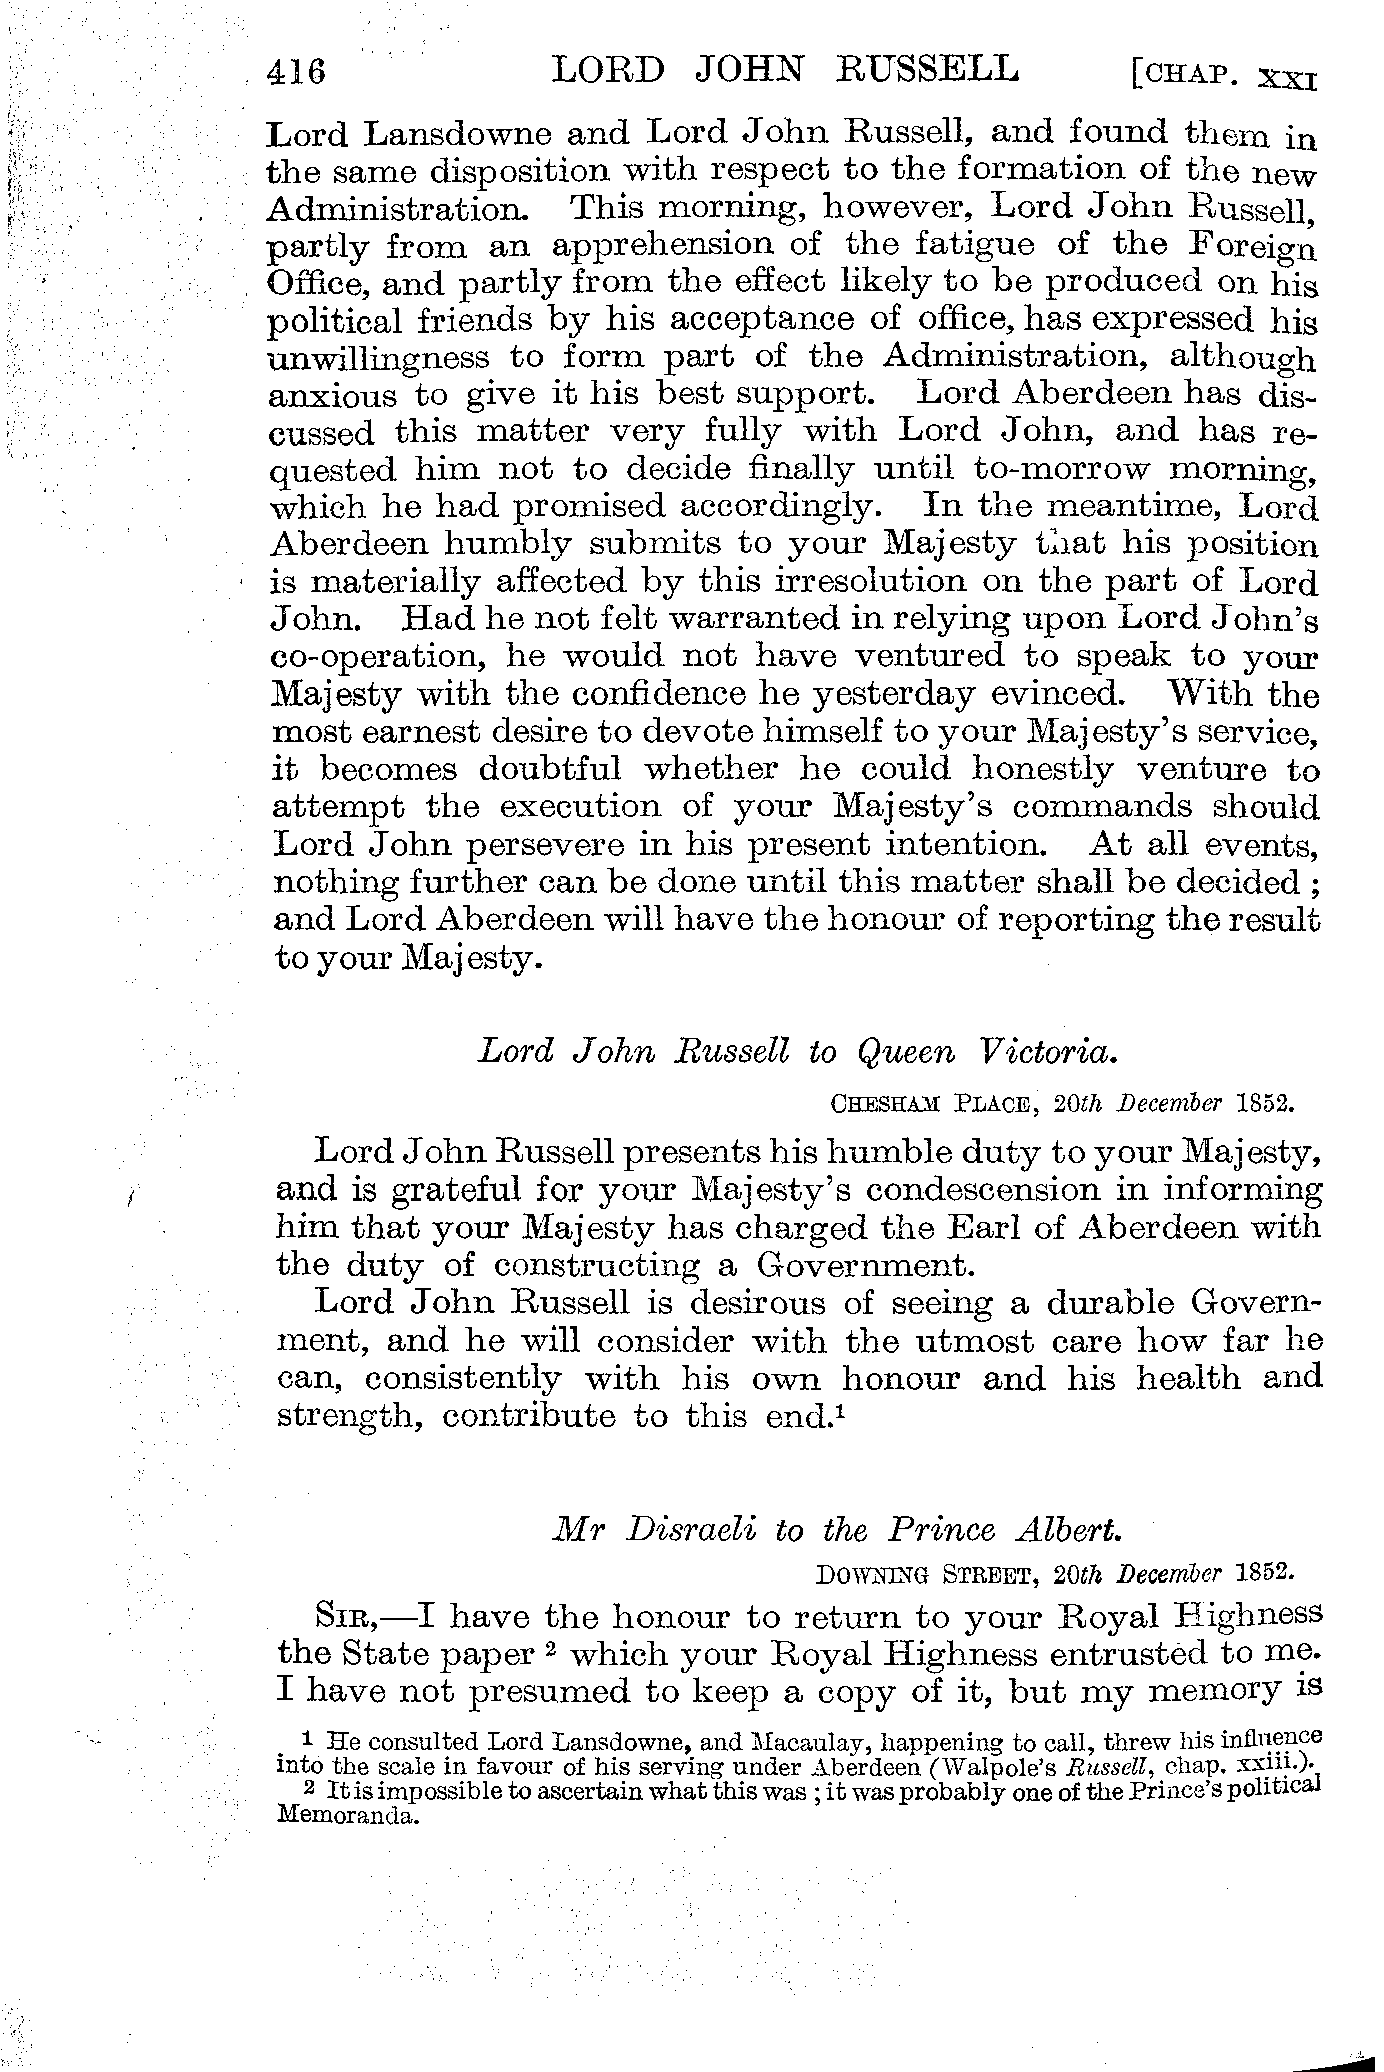 416 LORD JOHN RUSSELL [CHAP. XXI
Lord Lansdowne and Lord John Russell, and found them in
the same disposition with respect to the formation of the new
Administration. This morning, however, Lord John Russell,
partly from an apprehension of the fatigue of the Foreign
Office, and partly from the effect likely to be produced on his
political friends by his acceptance of office, has expressed his
unwillingness to form part of the Administration, although
anxious to give it his best support. Lord Aberdeen has dis-
cussed this matter very fully with Lord John, and has re-
quested him not to decide finally until to-morrow morning,
which he had promised accordingly. In the meantime, Lord
Aberdeen humbly submits to your Majesty that his position
is materially affected by this irresolution on the part of Lord
John. Had he not felt warranted in relying upon Lord John's
co-operation, he would not have ventured to speak to your
Majesty with the confidence he yesterday evinced. With the
most earnest desire to devote himself to your Majesty's service,
it becomes doubtful whether he could honestly venture to
attempt the execution of your Majesty's commands should
Lord John persevere in his present intention. At all events,
nothing further can be done until this matter shall be decided ;
and Lord Aberdeen will have the honour of reporting the result
to your Majesty.
Lord John Russell to Queen Victoria.
CHESHAM PLACE, 20th December 1852.
Lord John Russell presents his humble duty to your Majesty,
and is grateful for your Majesty's condescension in informing
him that your Majesty has charged the Earl of Aberdeen with
the duty of constructing a Government.
Lord John Russell is desirous of seeing a durable Govern-
ment, and he will consider with the utmost care how far he
can, consistently with his own honour and his health and
strength, contribute to this end.¹
Mr Disraeli to the Prince Albert.
DOWNING STREET, 20th December 1852.
SIR,—I have the honour to return to your Royal Highness
the State paper ² which your Royal Highness entrusted to me.
I have not presumed to keep a copy of it, but my memory is
1 He consulted Lord Lansdowne, and Macaulay, happening to call, threw his influence
into the scale in favour of his serving under Aberdeen (Walpole's Russell, chap. xxiii.).
2 It is impossible to ascertain what this was ; it was probably one of the Prince's political
Memoranda.